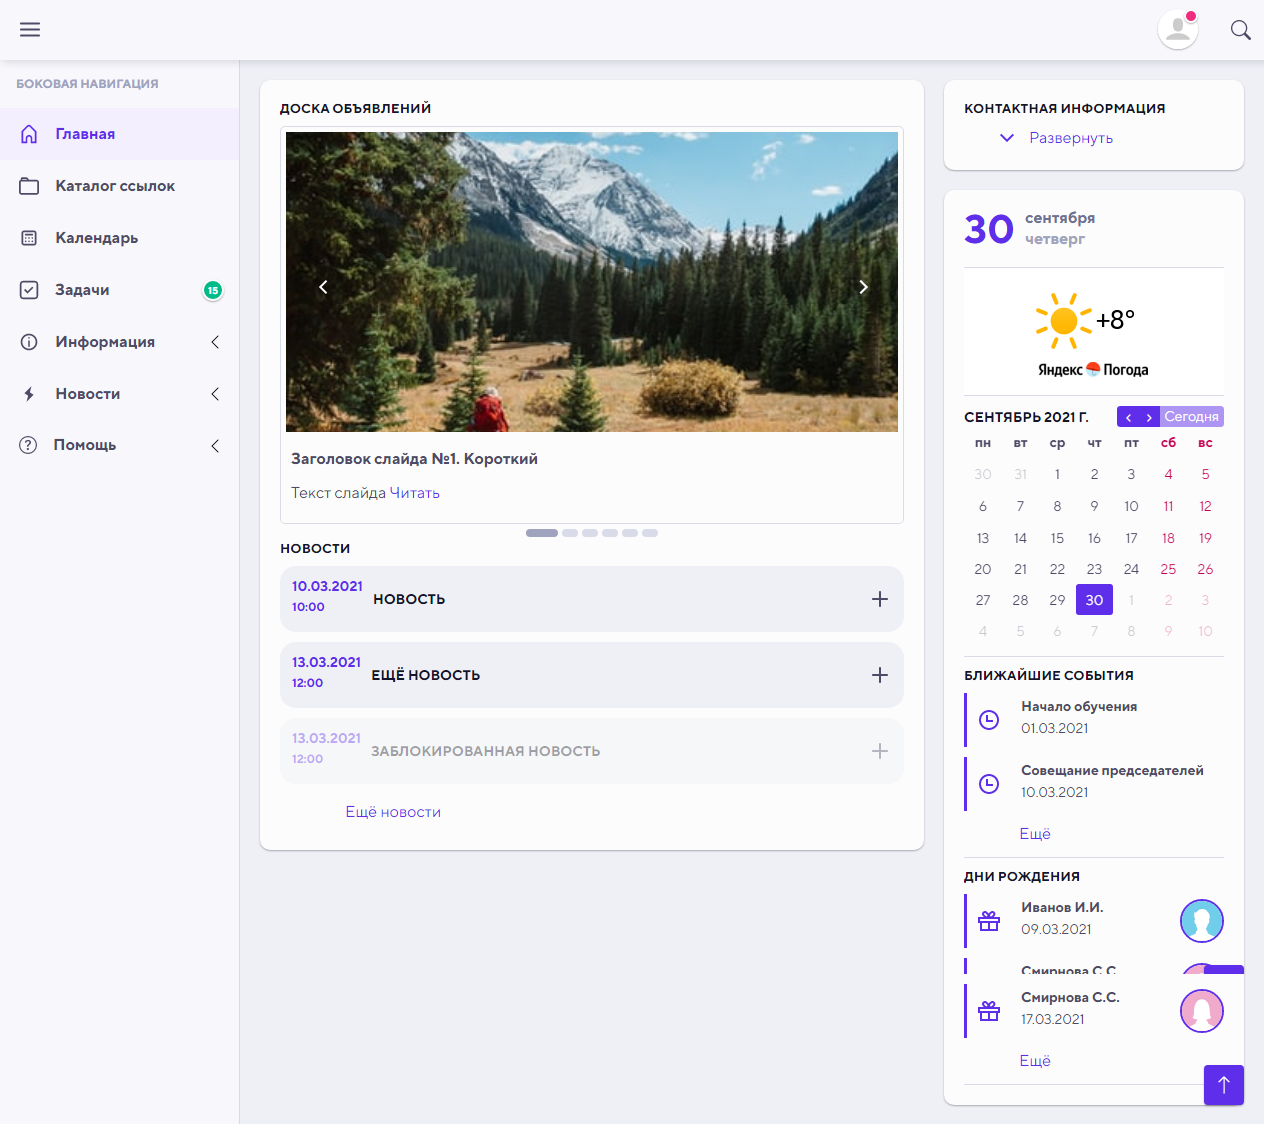 БОКОВАЯ НАВИГАЦИЯ
Главная
Каталог ссылок
Календарь
Задачи 15
Информация
Новости
Помощь
ДОСКА ОБЪЯВЛЕНИЙ
Заголовок слайда №1. Короткий
Текст слайда Читать
НОВОСТИ
10.03.2021
10:00
НОВОСТЬ
13.03.2021
12:00
ЕЩЁ НОВОСТЬ
13.03.2021
12:00
ЗАБЛОКИРОВАННАЯ НОВОСТЬ
Ещё новости
КОНТАКТНАЯ ИНФОРМАЦИЯ
Развернуть
30 сентября
четверг
+8°
Яндекс Погода
СЕНТЯБРЬ 2021 Г. Сегодня
пн вт ср чт пт сб вс
30 31 1 2 3 4 5
6 7 8 9 10 11 12
13 14 15 16 17 18 19
20 21 22 23 24 25 26
27 28 29 30 1 2 3
4 5 6 7 8 9 10
БЛИЖАЙШИЕ СОБЫТИЯ
Начало обучения
01.03.2021
Совещание председателей
10.03.2021
Ещё
ДНИ РОЖДЕНИЯ
Иванов И.И.
09.03.2021
Смирнова С.С
Смирнова С.С.
17.03.2021
Ещё